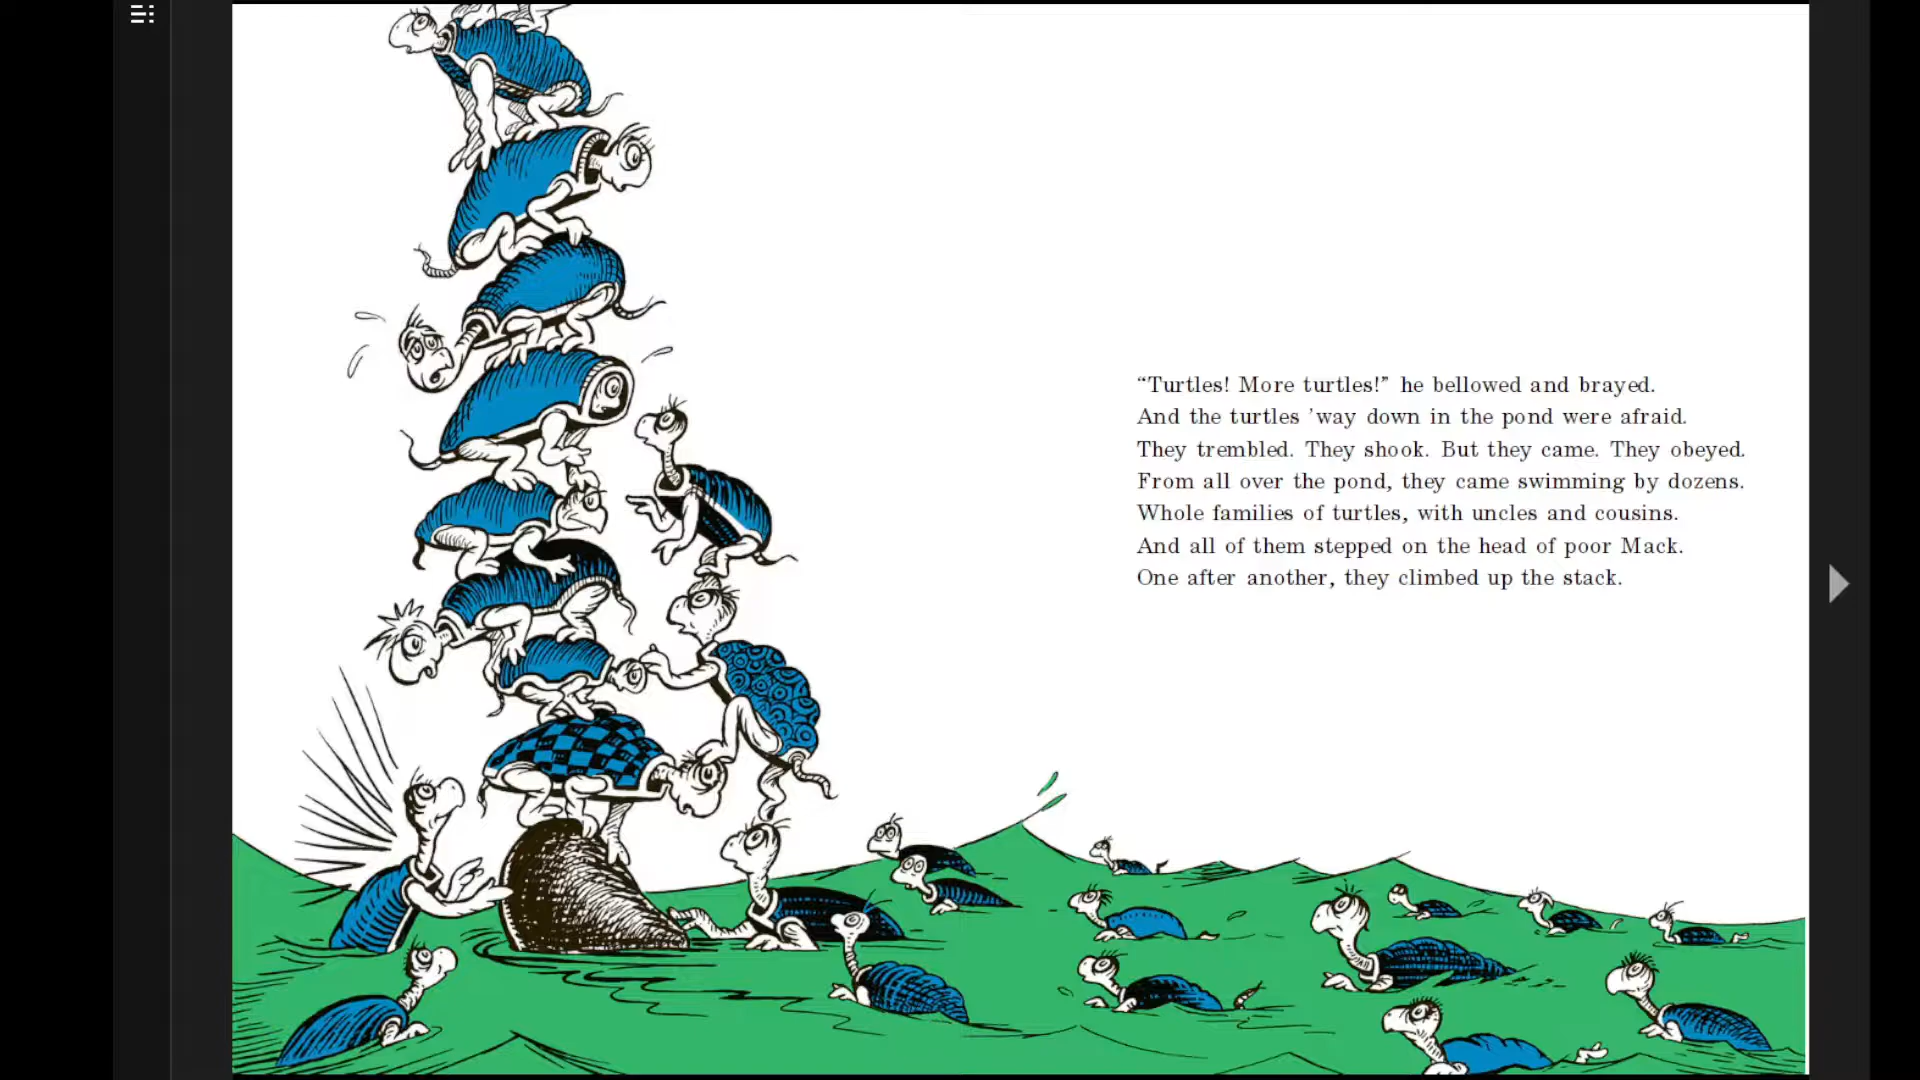 “Turtles! More turtles!” he bellowed and brayed.
And the turtles ’way down in the pond were afraid.
They trembled. They shook. But they came. They obeyed.
From all over the pond, they came swimming by dozens.
Whole families of turtles, with uncles and cousins.
And all of them stepped on the head of poor Mack.
One after another, they climbed up the stack.